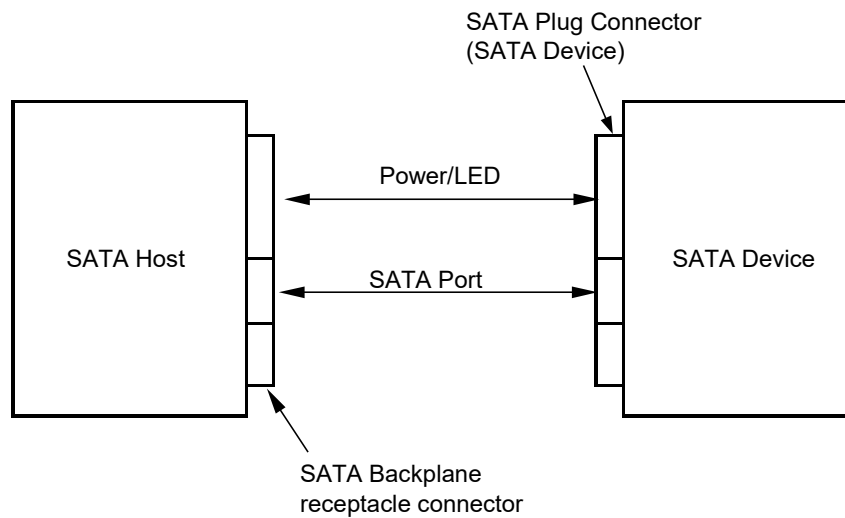 SATA Plug Connector
(SATA Device)
Power/LED
SATA Host
SATA Device
SATA Port
SATA Backplane
receptacle connector